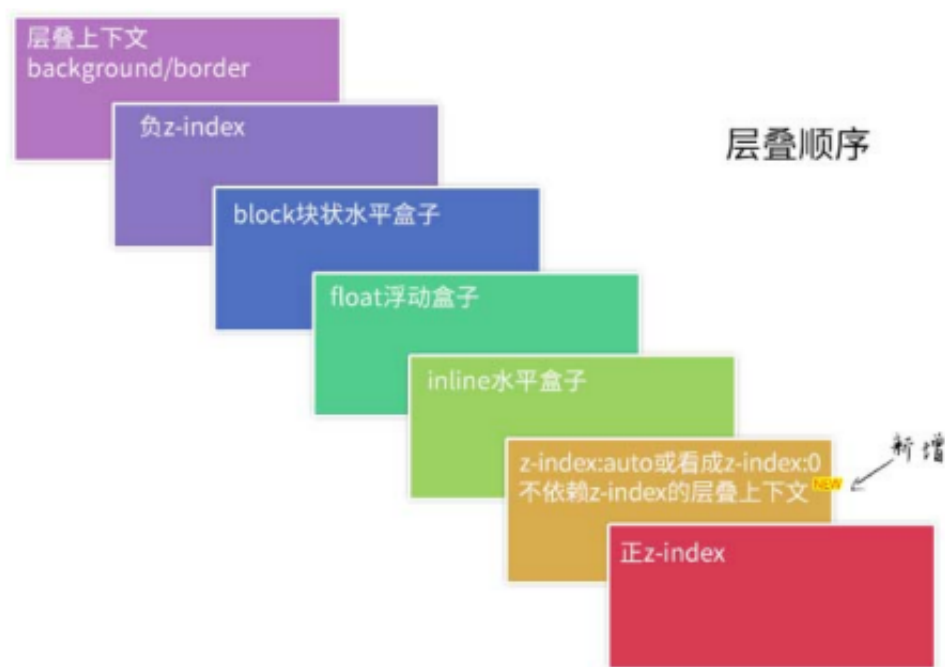 层叠上下文
background/border
负z-index
层叠顺序
block块状水平盒子
float浮动盒子
inline水平盒子
新增
z-index:auto或看成z-index:0
不依赖z-index的层叠上下文
NEW
正z-index